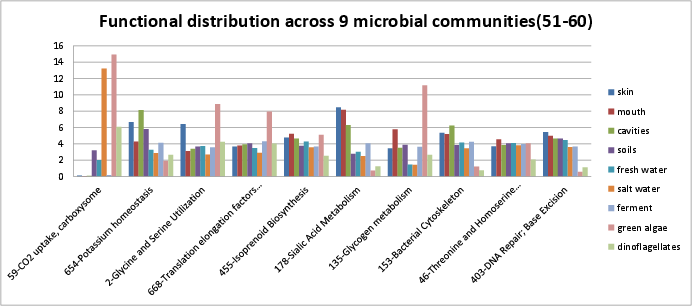 Functional distribution across 9 microbial communities(51-60)
16
14
12
10
8
6
4
2
0
59-CO2 uptake, carboxysome
654-Potassium homeostasis
2-Glycine and Serine Utilization
668-Translation elongation factors...
455-Isoprenoid Biosynthesis
178-Sialic Acid Metabolism
135-Glycogen metabolism
153-Bacterial Cytoskeleton
46-Threonine and Homoserine...
403-DNA Repair; Base Excision
skin
mouth
cavities
soils
fresh water
salt water
ferment
green algae
dinoflagellates